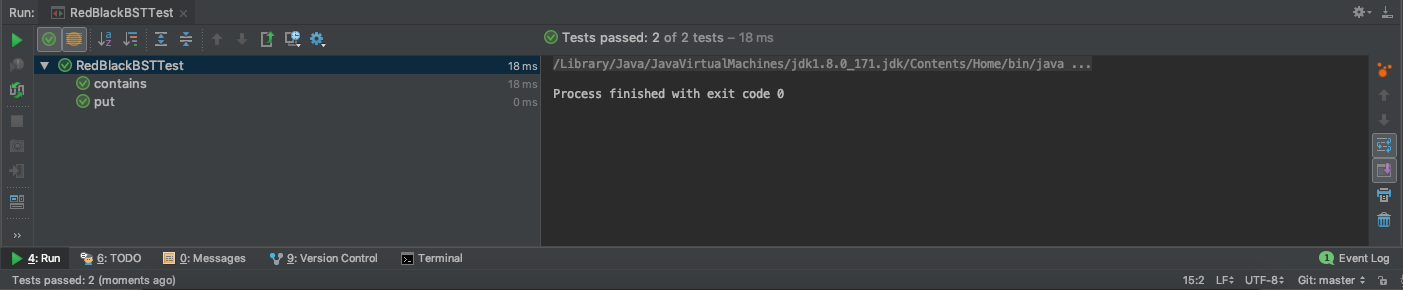 Run: RedBlackBSTTest ×
Tests passed: 2 of 2 tests – 18 ms
RedBlackBSTTest 18 ms
contains 18 ms
put 0 ms
/Library/Java/JavaVirtualMachines/jdk1.8.0_171.jdk/Contents/Home/bin/java ...
Process finished with exit code 0
4: Run 6: TODO 0: Messages 9: Version Control Terminal 1 Event Log
Tests passed: 2 (moments ago) 15:2 LF UTF-8 Git: master